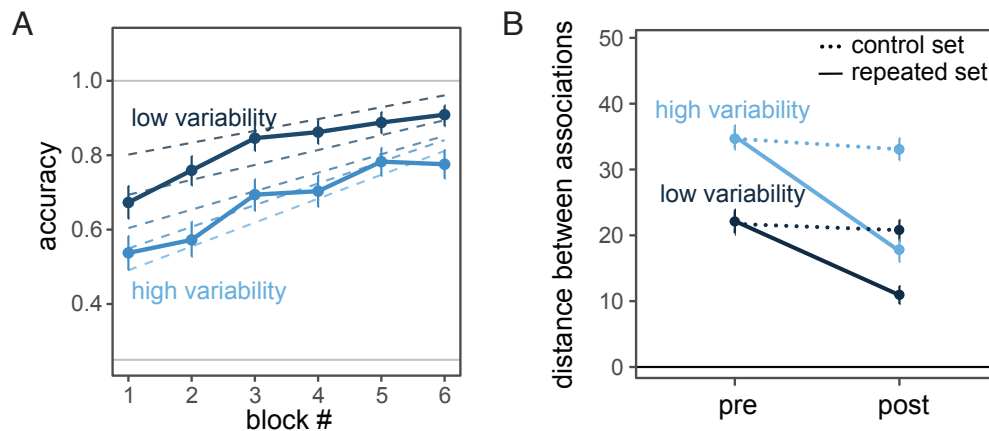 A
accuracy
1.0
0.8
0.6
0.4
low variability
high variability
1 2 3 4 5 6
block #
B
distance between associations
50
40
30
20
10
0
control set
repeated set
high variability
low variability
pre post